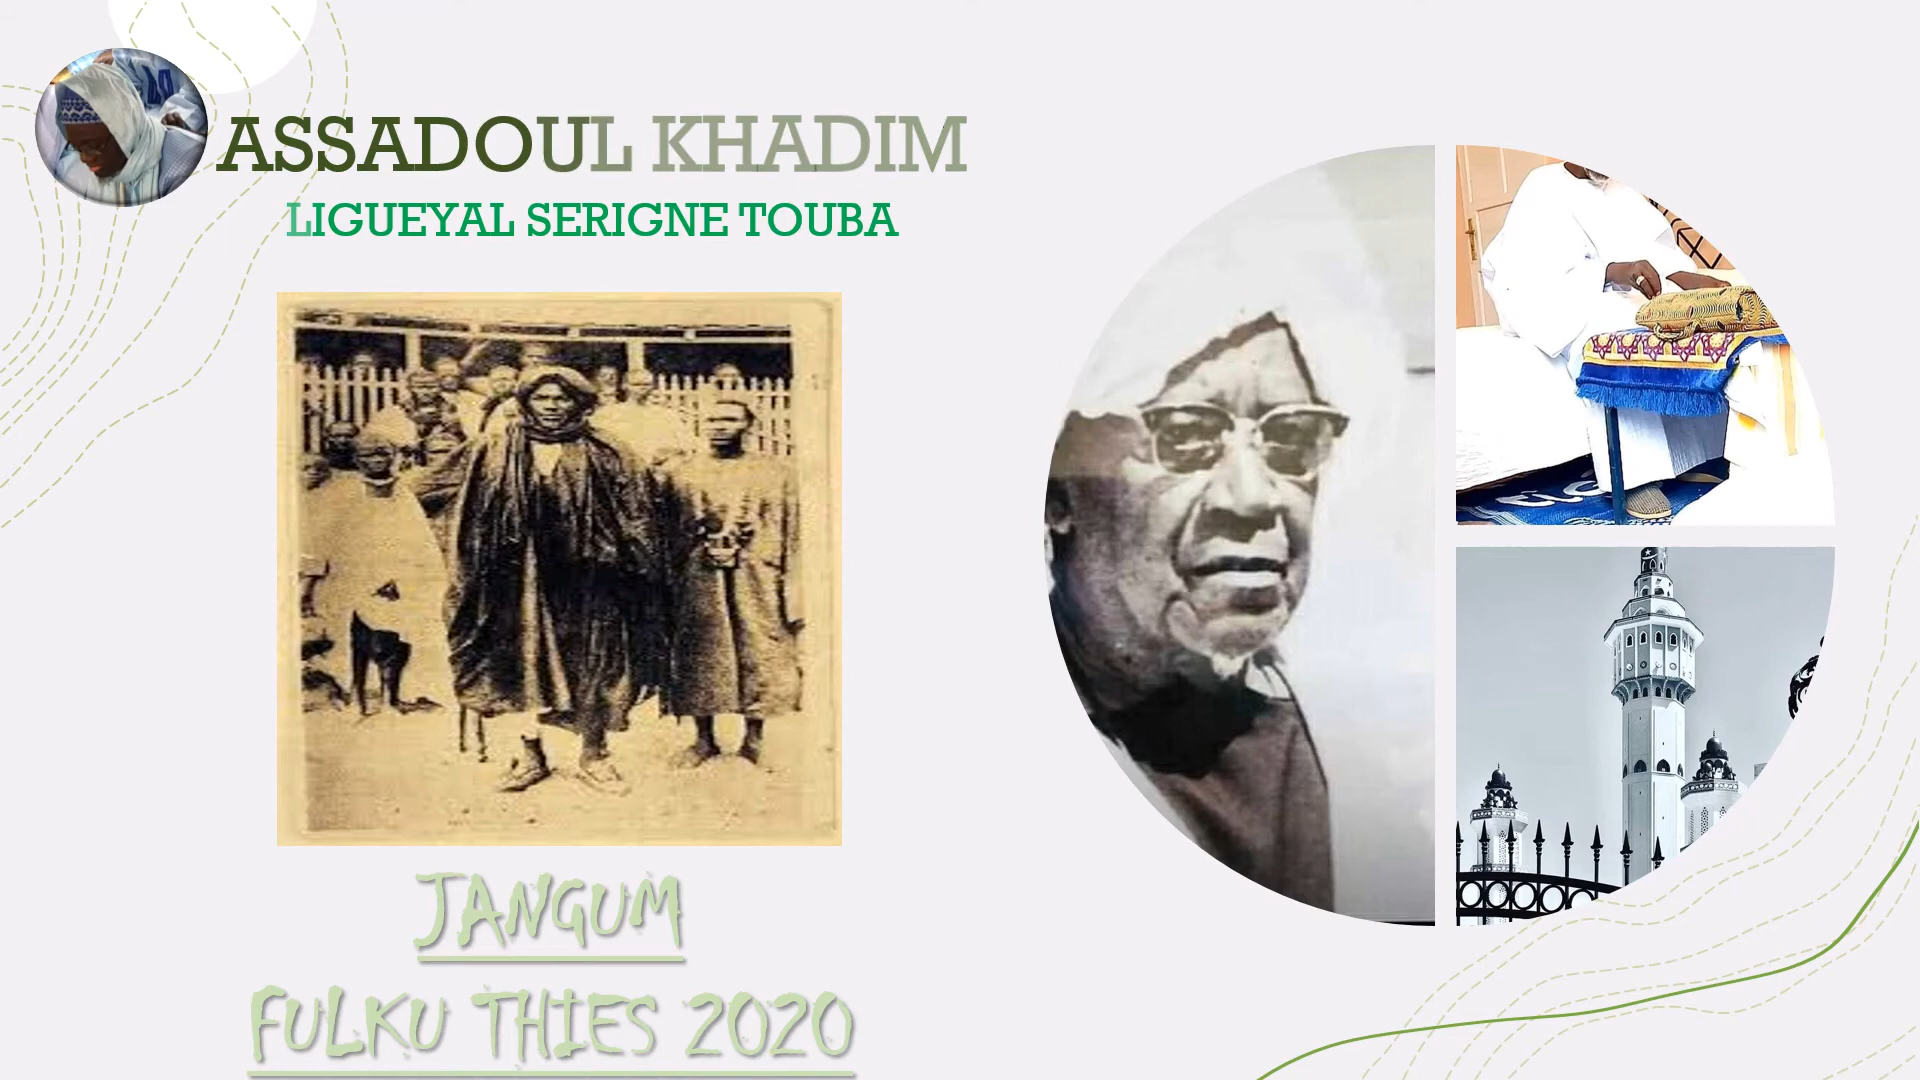 ASSADOUL KHADIM
LIGUEYAL SERIGNE TOUBA
JANGUM
FULKU THIES 2020